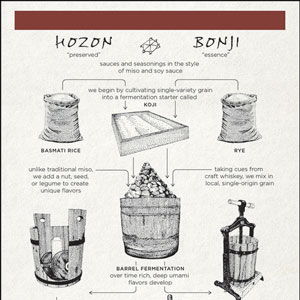 HOZON
BONJI
"preserved"
"essence"
sauces and seasonings in the style
of miso and soy sauce
we begin by cultivating single-variety grain
into a fermentation starter called
KOJI
BASMATI RICE
RYE
unlike traditional miso,
we add a nut, seed,
or legume to create
unique flavors
taking cues from
craft whiskey, we mix in
local, single-origin grain
BARREL FERMENTATION
over time rich, deep umami
flavors develop